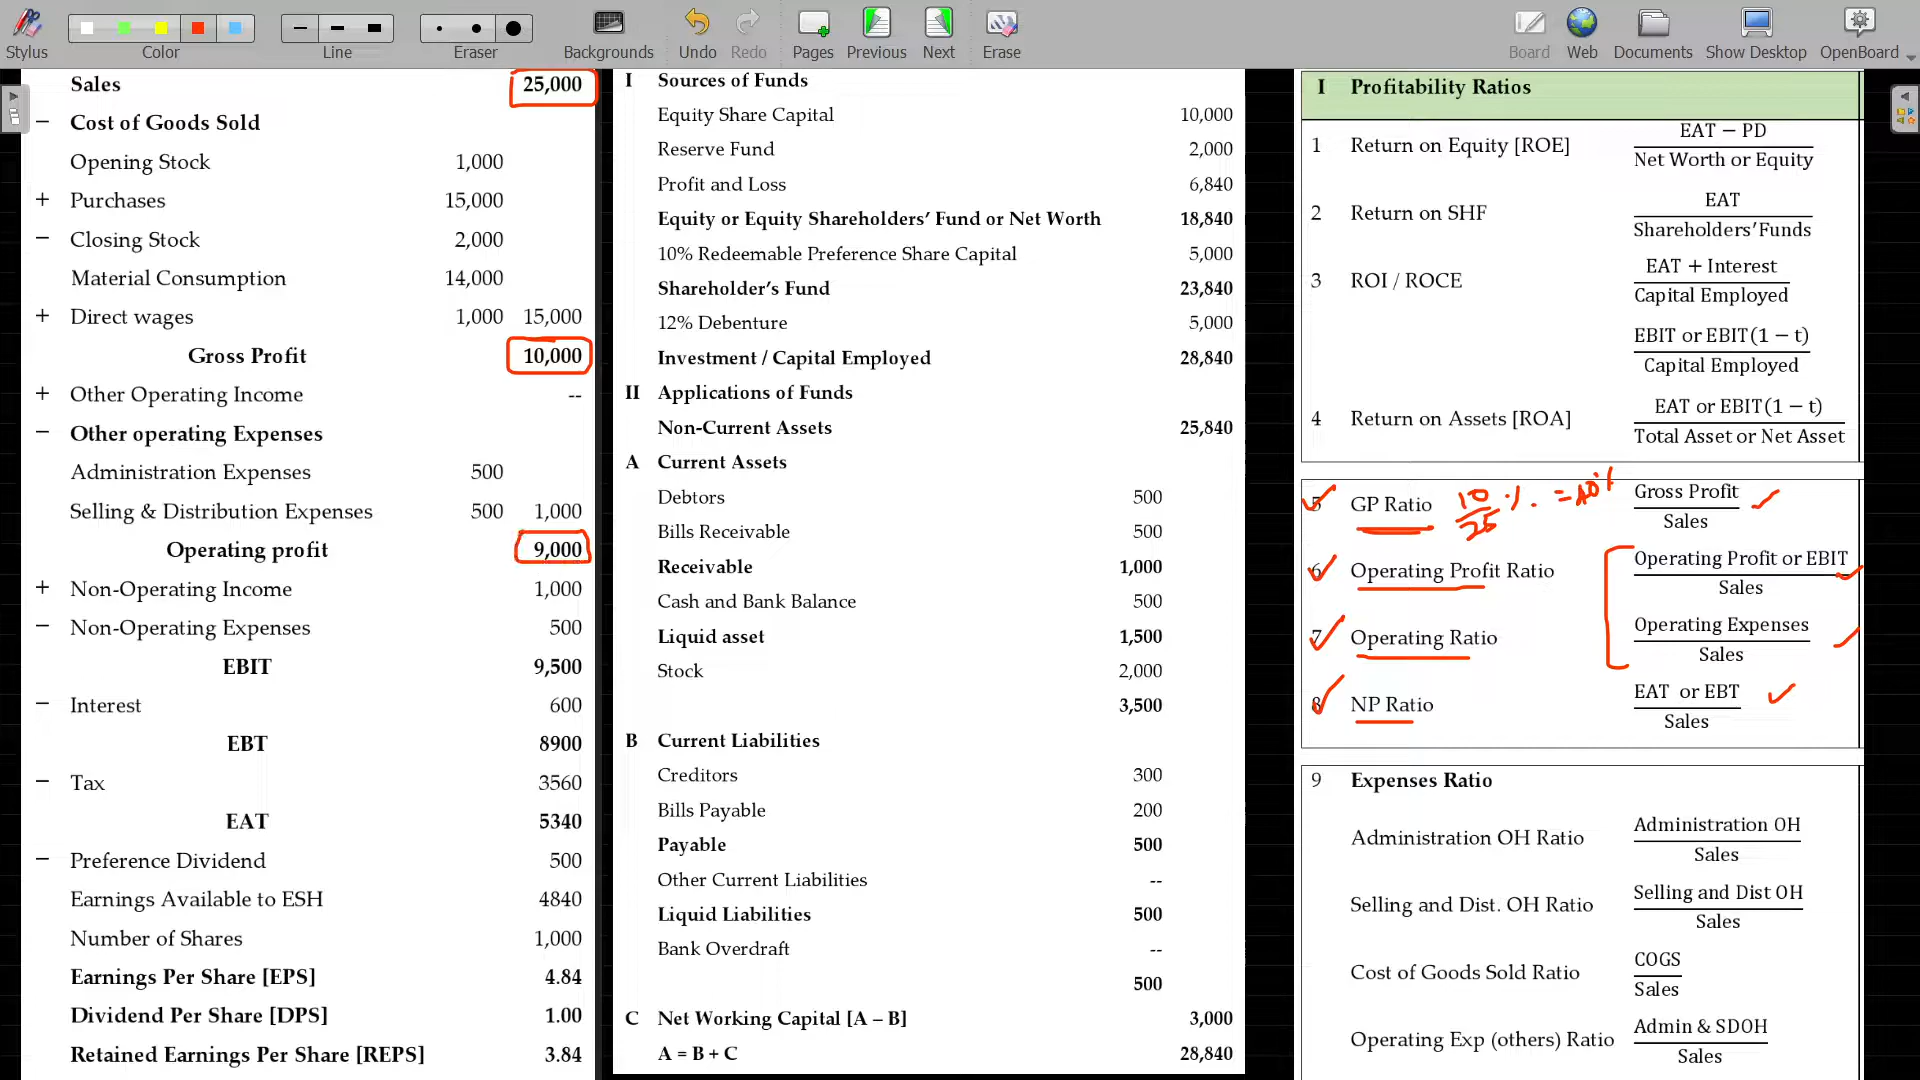 Stylus
Color
Line
Eraser
Backgrounds
Undo
Redo
Pages
Previous
Next
Erase
Board
Web
Documents
Show Desktop
OpenBoard
Sales 25,000
− Cost of Goods Sold
Opening Stock 1,000
+ Purchases 15,000
− Closing Stock 2,000
Material Consumption 14,000
+ Direct wages 1,000 15,000
Gross Profit 10,000
+ Other Operating Income --
− Other operating Expenses
Administration Expenses 500
Selling & Distribution Expenses 500 1,000
Operating profit 9,000
+ Non-Operating Income 1,000
− Non-Operating Expenses 500
EBIT 9,500
− Interest 600
EBT 8900
− Tax 3560
EAT 5340
− Preference Dividend 500
Earnings Available to ESH 4840
Number of Shares 1,000
Earnings Per Share [EPS] 4.84
Dividend Per Share [DPS] 1.00
Retained Earnings Per Share [REPS] 3.84
I Sources of Funds
Equity Share Capital 10,000
Reserve Fund 2,000
Profit and Loss 6,840
Equity or Equity Shareholders' Fund or Net Worth 18,840
10% Redeemable Preference Share Capital 5,000
Shareholder's Fund 23,840
12% Debenture 5,000
Investment / Capital Employed 28,840
II Applications of Funds
Non-Current Assets 25,840
A Current Assets
Debtors 500
Bills Receivable 500
Receivable 1,000
Cash and Bank Balance 500
Liquid asset 1,500
Stock 2,000
3,500
B Current Liabilities
Creditors 300
Bills Payable 200
Payable 500
Other Current Liabilities --
Liquid Liabilities 500
Bank Overdraft --
500
C Net Working Capital [A – B] 3,000
A = B + C 28,840
I Profitability Ratios
1 Return on Equity [ROE] EAT − PD
Net Worth or Equity
2 Return on SHF EAT
Shareholders'Funds
3 ROI / ROCE EAT + Interest
Capital Employed
EBIT or EBIT(1 − t)
Capital Employed
4 Return on Assets [ROA] EAT or EBIT(1 − t)
Total Asset or Net Asset
5 GP Ratio 10/25 % = 40% Gross Profit
Sales
6 Operating Profit Ratio Operating Profit or EBIT
Sales
7 Operating Ratio Operating Expenses
Sales
8 NP Ratio EAT or EBT
Sales
9 Expenses Ratio
Administration OH Ratio Administration OH
Sales
Selling and Dist. OH Ratio Selling and Dist OH
Sales
Cost of Goods Sold Ratio COGS
Sales
Operating Exp (others) Ratio Admin & SDOH
Sales